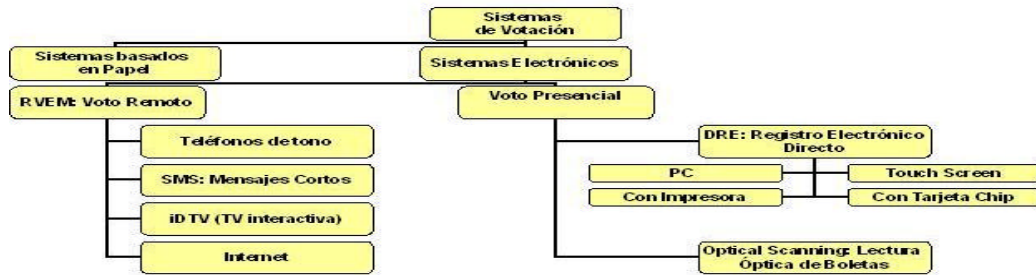 Sistemas
de Votación
Sistemas basados
en Papel
Sistemas Electrónicos
RVEM: Voto Remoto
Voto Presencial
Teléfonos de tono
SMS: Mensajes Cortos
iDTV (TV interactiva)
Internet
DRE: Registro Electrónico
Directo
PC
Touch Screen
Con Impresora
Con Tarjeta Chip
Optical Scanning: Lectura
Óptica de Boletas